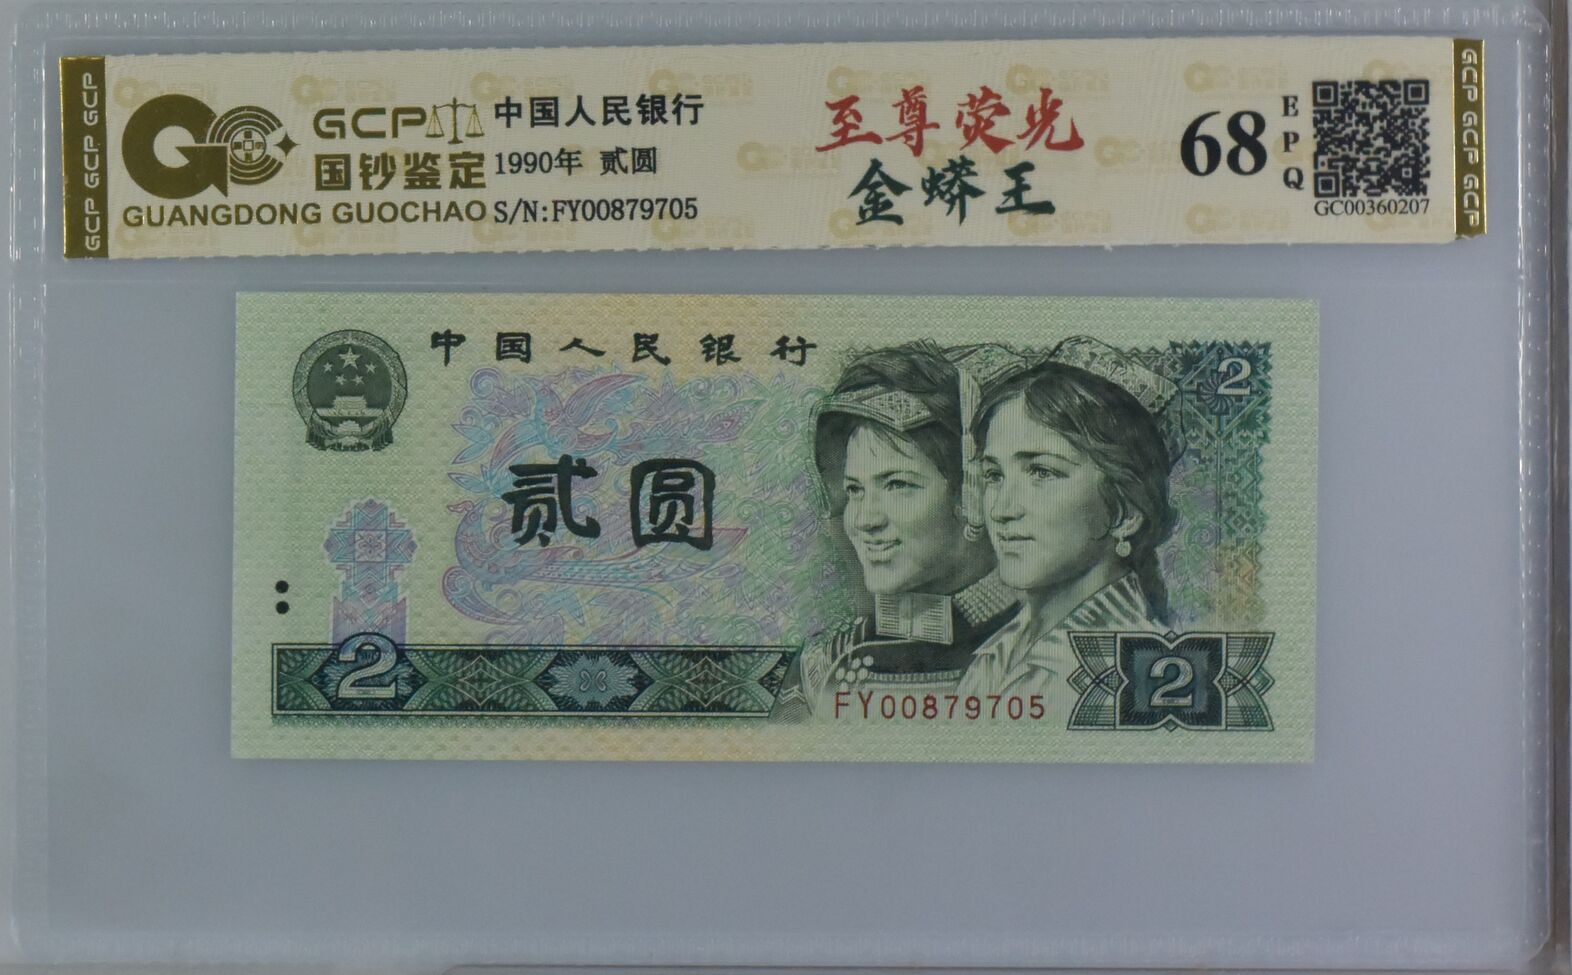 GCP GCP GCP
GCP
国钞鉴定
GUANGDONG GUOCHAO
中国人民银行
1990年 贰圆
S/N:FY00879705
至尊荧光
金蟒王
68
EPQ
GC00360207
GCP GCP GCP
中国人民银行
2
贰圆
2
FY00879705
2